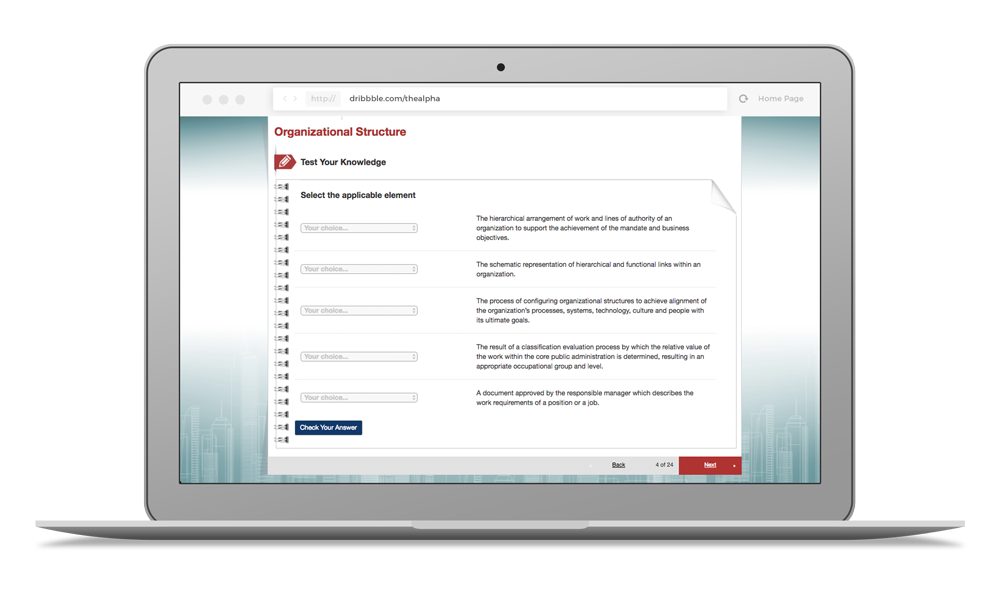 http://
dribbble.com/thealpha
Home Page
Organizational Structure
Test Your Knowledge
Select the applicable element
Your choice...
The hierarchical arrangement of work and lines of authority of an
organization to support the achievement of the mandate and business
objectives.
Your choice...
The schematic representation of hierarchical and functional links within an
organization.
Your choice...
The process of configuring organizational structures to achieve alignment of
the organization's processes, systems, technology, culture and people with
its ultimate goals.
Your choice...
The result of a classification evaluation process by which the relative value of
the work within the core public administration is determined, resulting in an
appropriate occupational group and level.
Your choice...
A document approved by the responsible manager which describes the
work requirements of a position or a job.
Check Your Answer
Back
4 of 24
Next